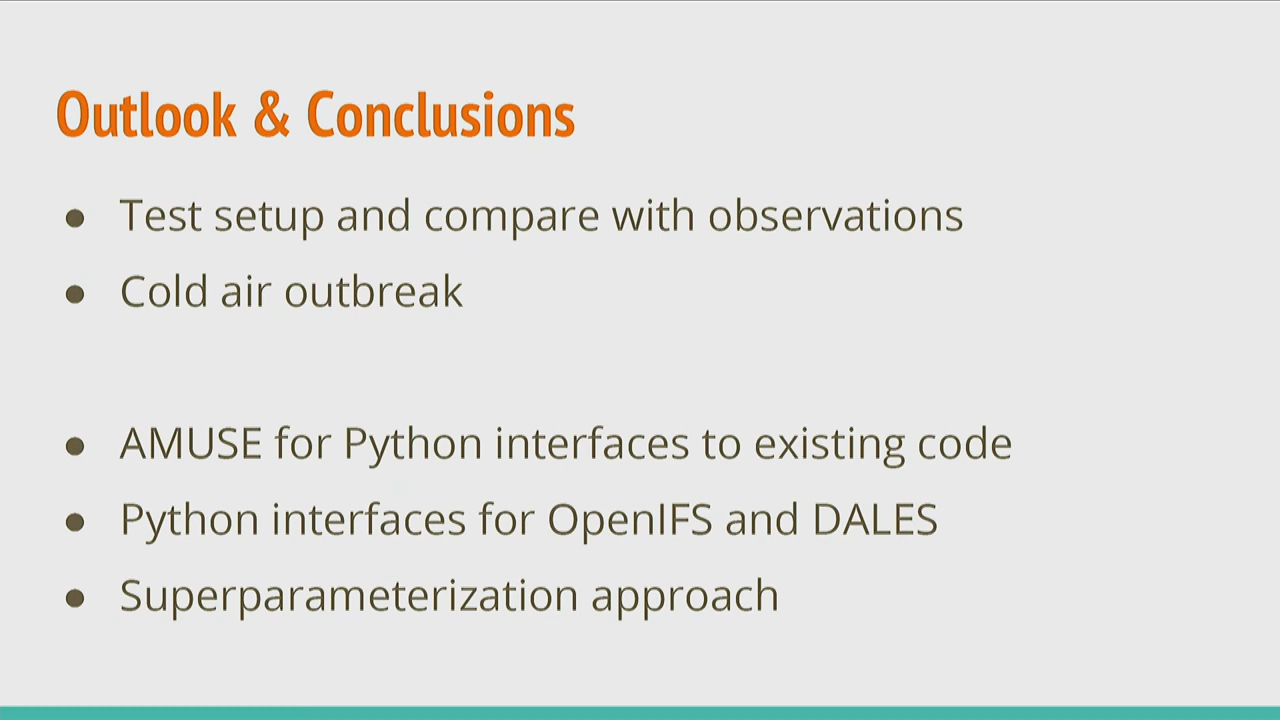 Outlook & Conclusions
● Test setup and compare with observations
● Cold air outbreak
● AMUSE for Python interfaces to existing code
● Python interfaces for OpenIFS and DALES
● Superparameterization approach